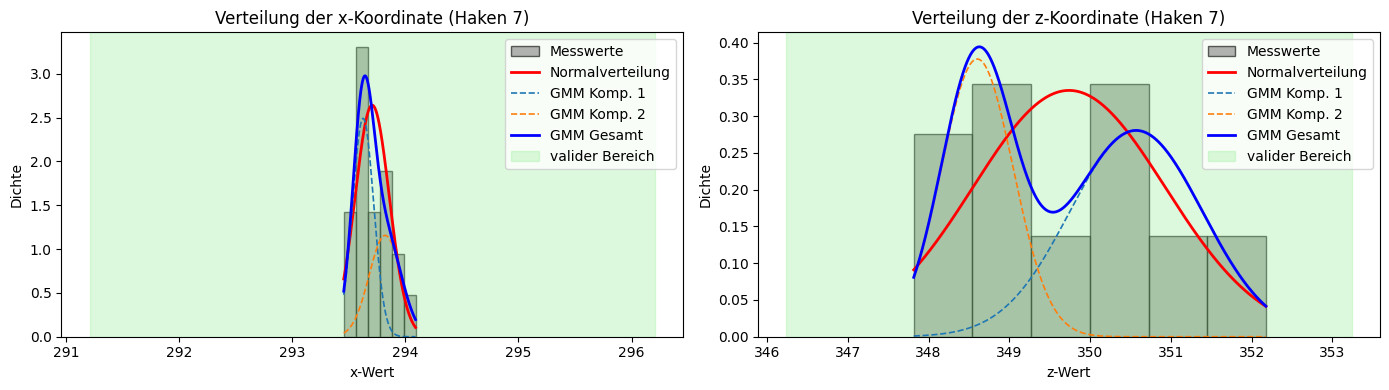 Verteilung der x-Koordinate (Haken 7)
Messwerte
Normalverteilung
GMM Komp. 1
GMM Komp. 2
GMM Gesamt
valider Bereich
Dichte
3.0
2.5
2.0
1.5
1.0
0.5
0.0
291 292 293 294 295 296
x-Wert
Verteilung der z-Koordinate (Haken 7)
Messwerte
Normalverteilung
GMM Komp. 1
GMM Komp. 2
GMM Gesamt
valider Bereich
Dichte
0.40
0.35
0.30
0.25
0.20
0.15
0.10
0.05
0.00
346 347 348 349 350 351 352 353
z-Wert